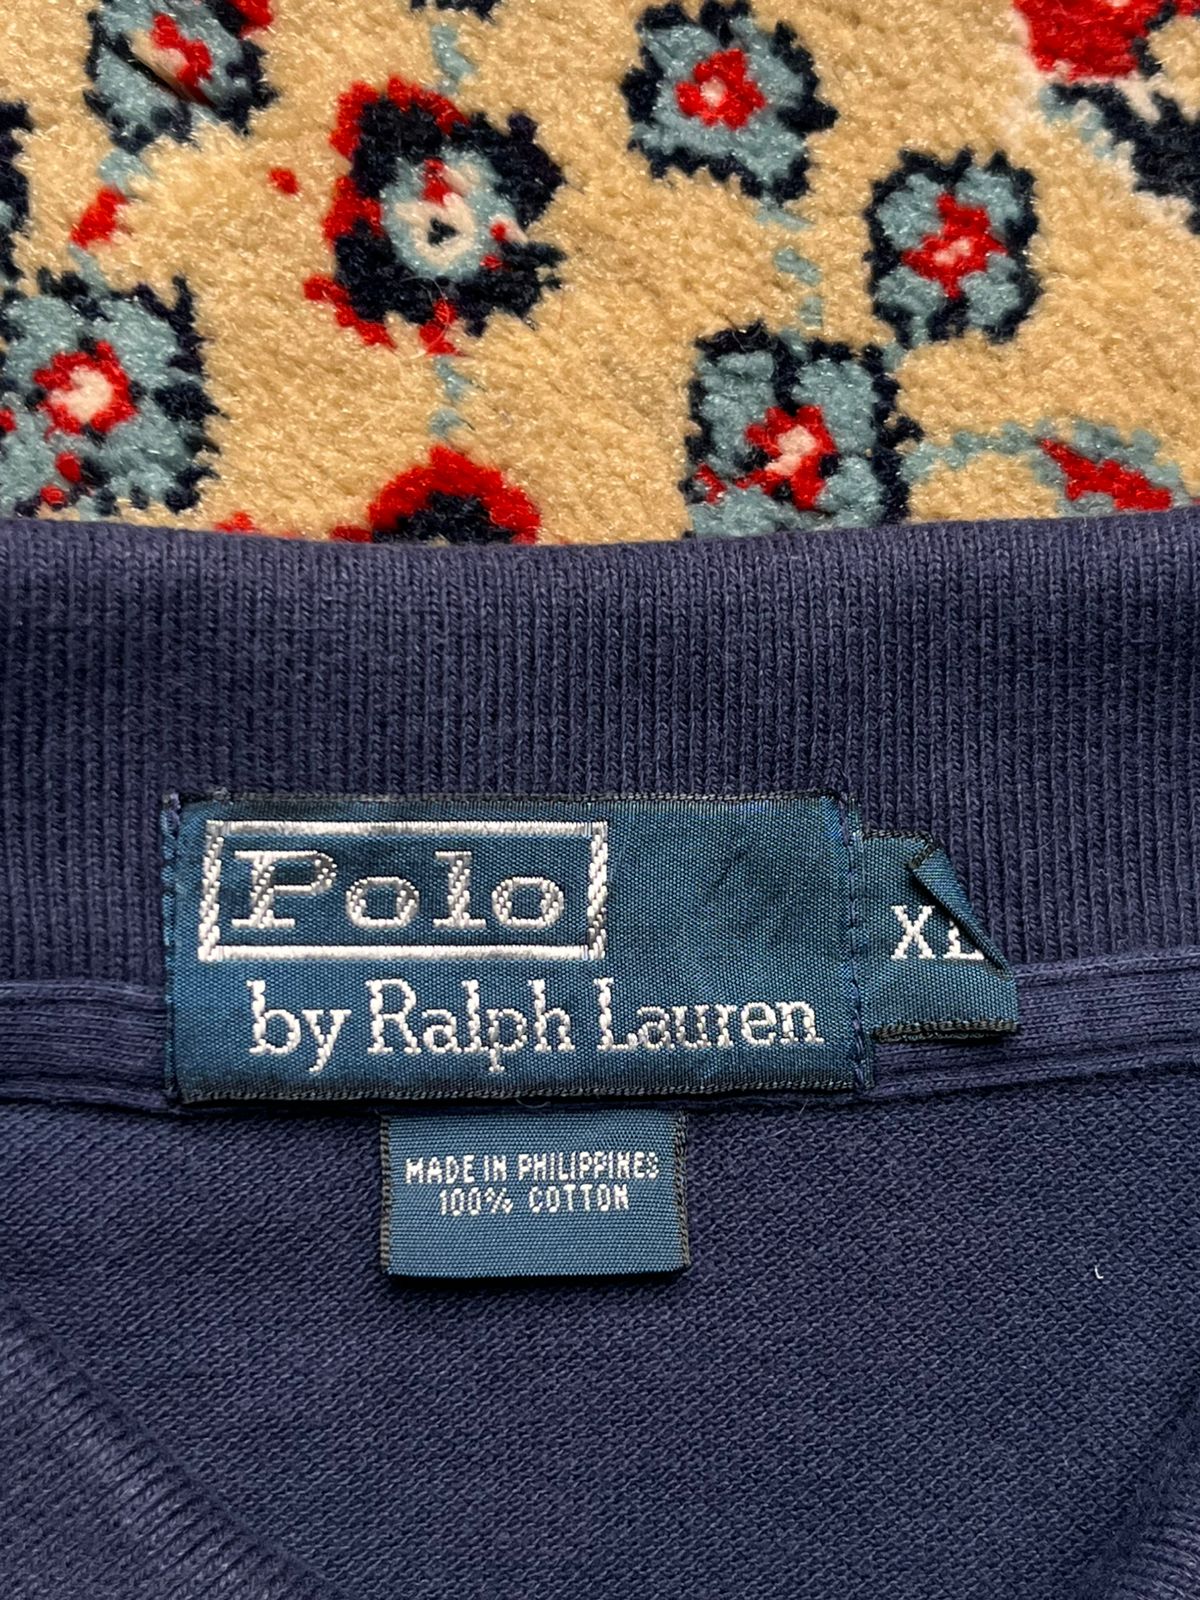 Polo
by Ralph Lauren
XL
MADE IN PHILIPPINES
100% COTTON